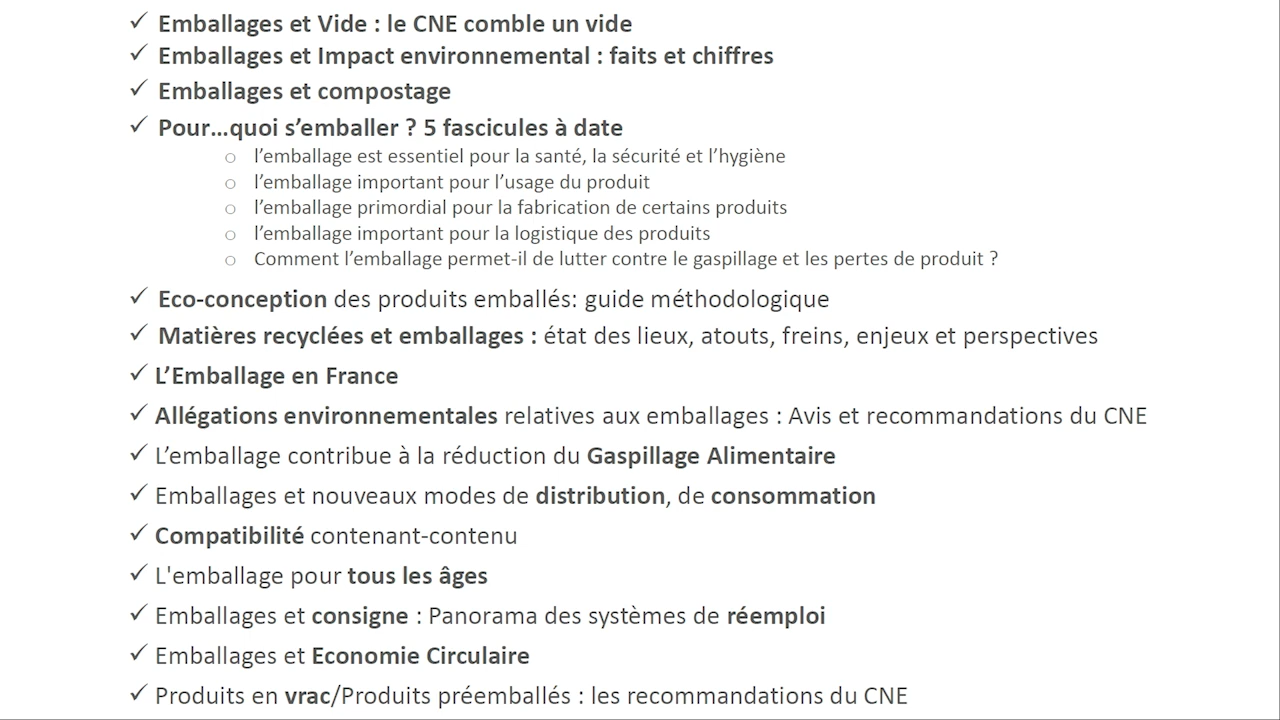 ✓ Emballages et Vide : le CNE comble un vide
✓ Emballages et Impact environnemental : faits et chiffres
✓ Emballages et compostage
✓ Pour…quoi s’emballer ? 5 fascicules à date
o l’emballage est essentiel pour la santé, la sécurité et l’hygiène
o l’emballage important pour l’usage du produit
o l’emballage primordial pour la fabrication de certains produits
o l’emballage important pour la logistique des produits
o Comment l’emballage permet-il de lutter contre le gaspillage et les pertes de produit ?
✓ Eco-conception des produits emballés: guide méthodologique
✓ Matières recyclées et emballages : état des lieux, atouts, freins, enjeux et perspectives
✓ L’Emballage en France
✓ Allégations environnementales relatives aux emballages : Avis et recommandations du CNE
✓ L’emballage contribue à la réduction du Gaspillage Alimentaire
✓ Emballages et nouveaux modes de distribution, de consommation
✓ Compatibilité contenant-contenu
✓ L'emballage pour tous les âges
✓ Emballages et consigne : Panorama des systèmes de réemploi
✓ Emballages et Economie Circulaire
✓ Produits en vrac/Produits préemballés : les recommandations du CNE